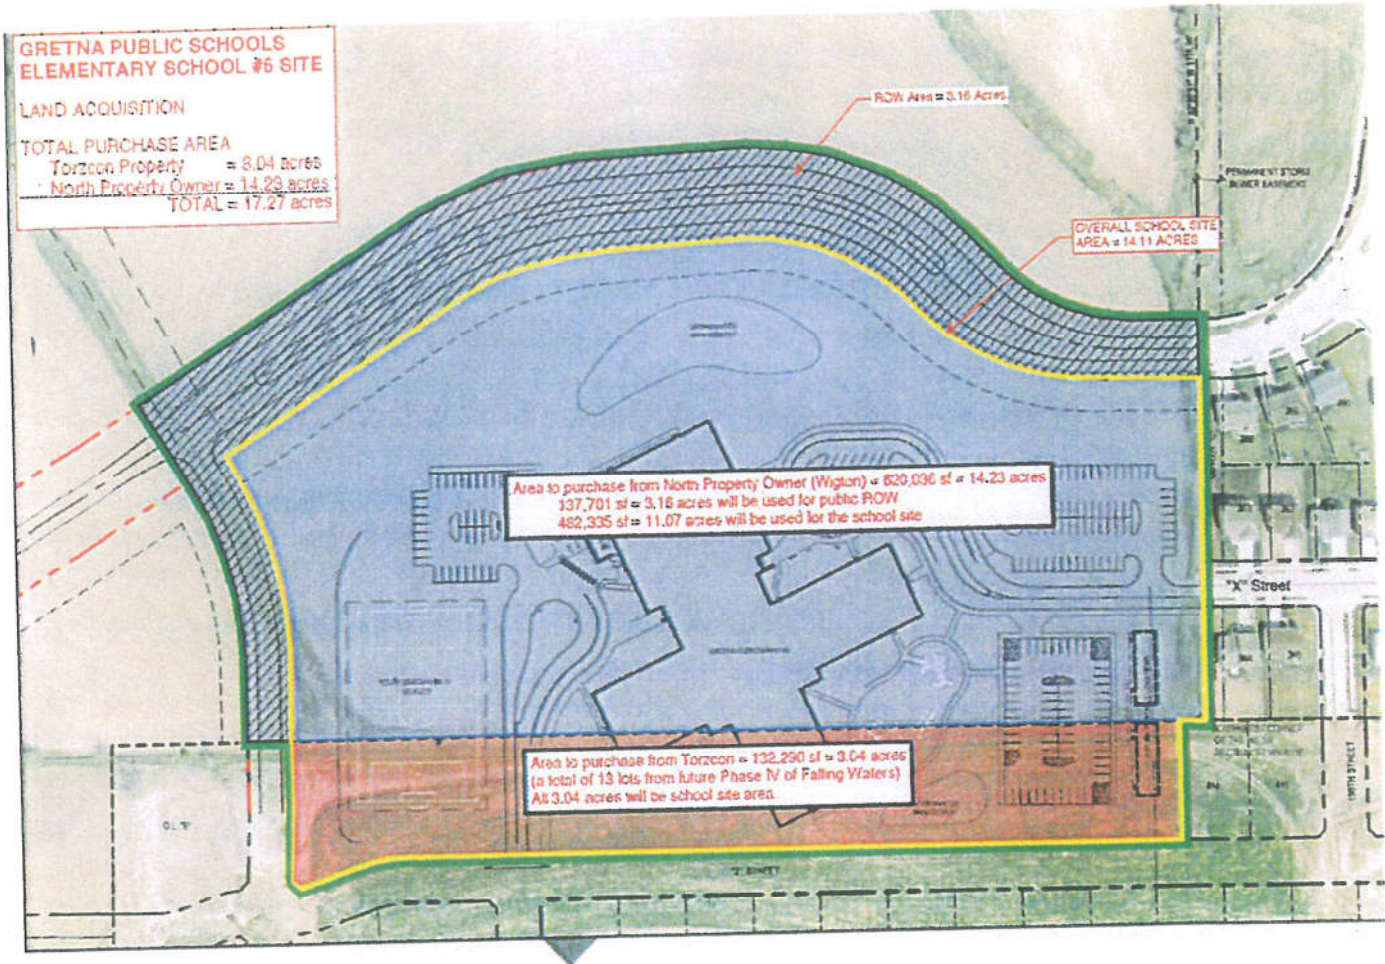 GRETNA PUBLIC SCHOOLS
ELEMENTARY SCHOOL #6 SITE
LAND ACQUISITION
TOTAL PURCHASE AREA
Torzcon Property = 3.04 acres
North Property Owner = 14.23 acres
TOTAL = 17.27 acres
ROW Area = 3.16 Acres
PERMANENT STORM
SEWER EASEMENT
OVERALL SCHOOL SITE
AREA = 14.11 ACRES
Area to purchase from North Property Owner (Wigton) = 620,036 sf = 14.23 acres
137,701 sf = 3.16 acres will be used for public ROW
482,335 sf = 11.07 acres will be used for the school site
"X" Street
Area to purchase from Torzcon = 132,290 sf = 3.04 acres
(a total of 13 lots from future Phase IV of Falling Waters)
All 3.04 acres will be school site area
"Z" STREET